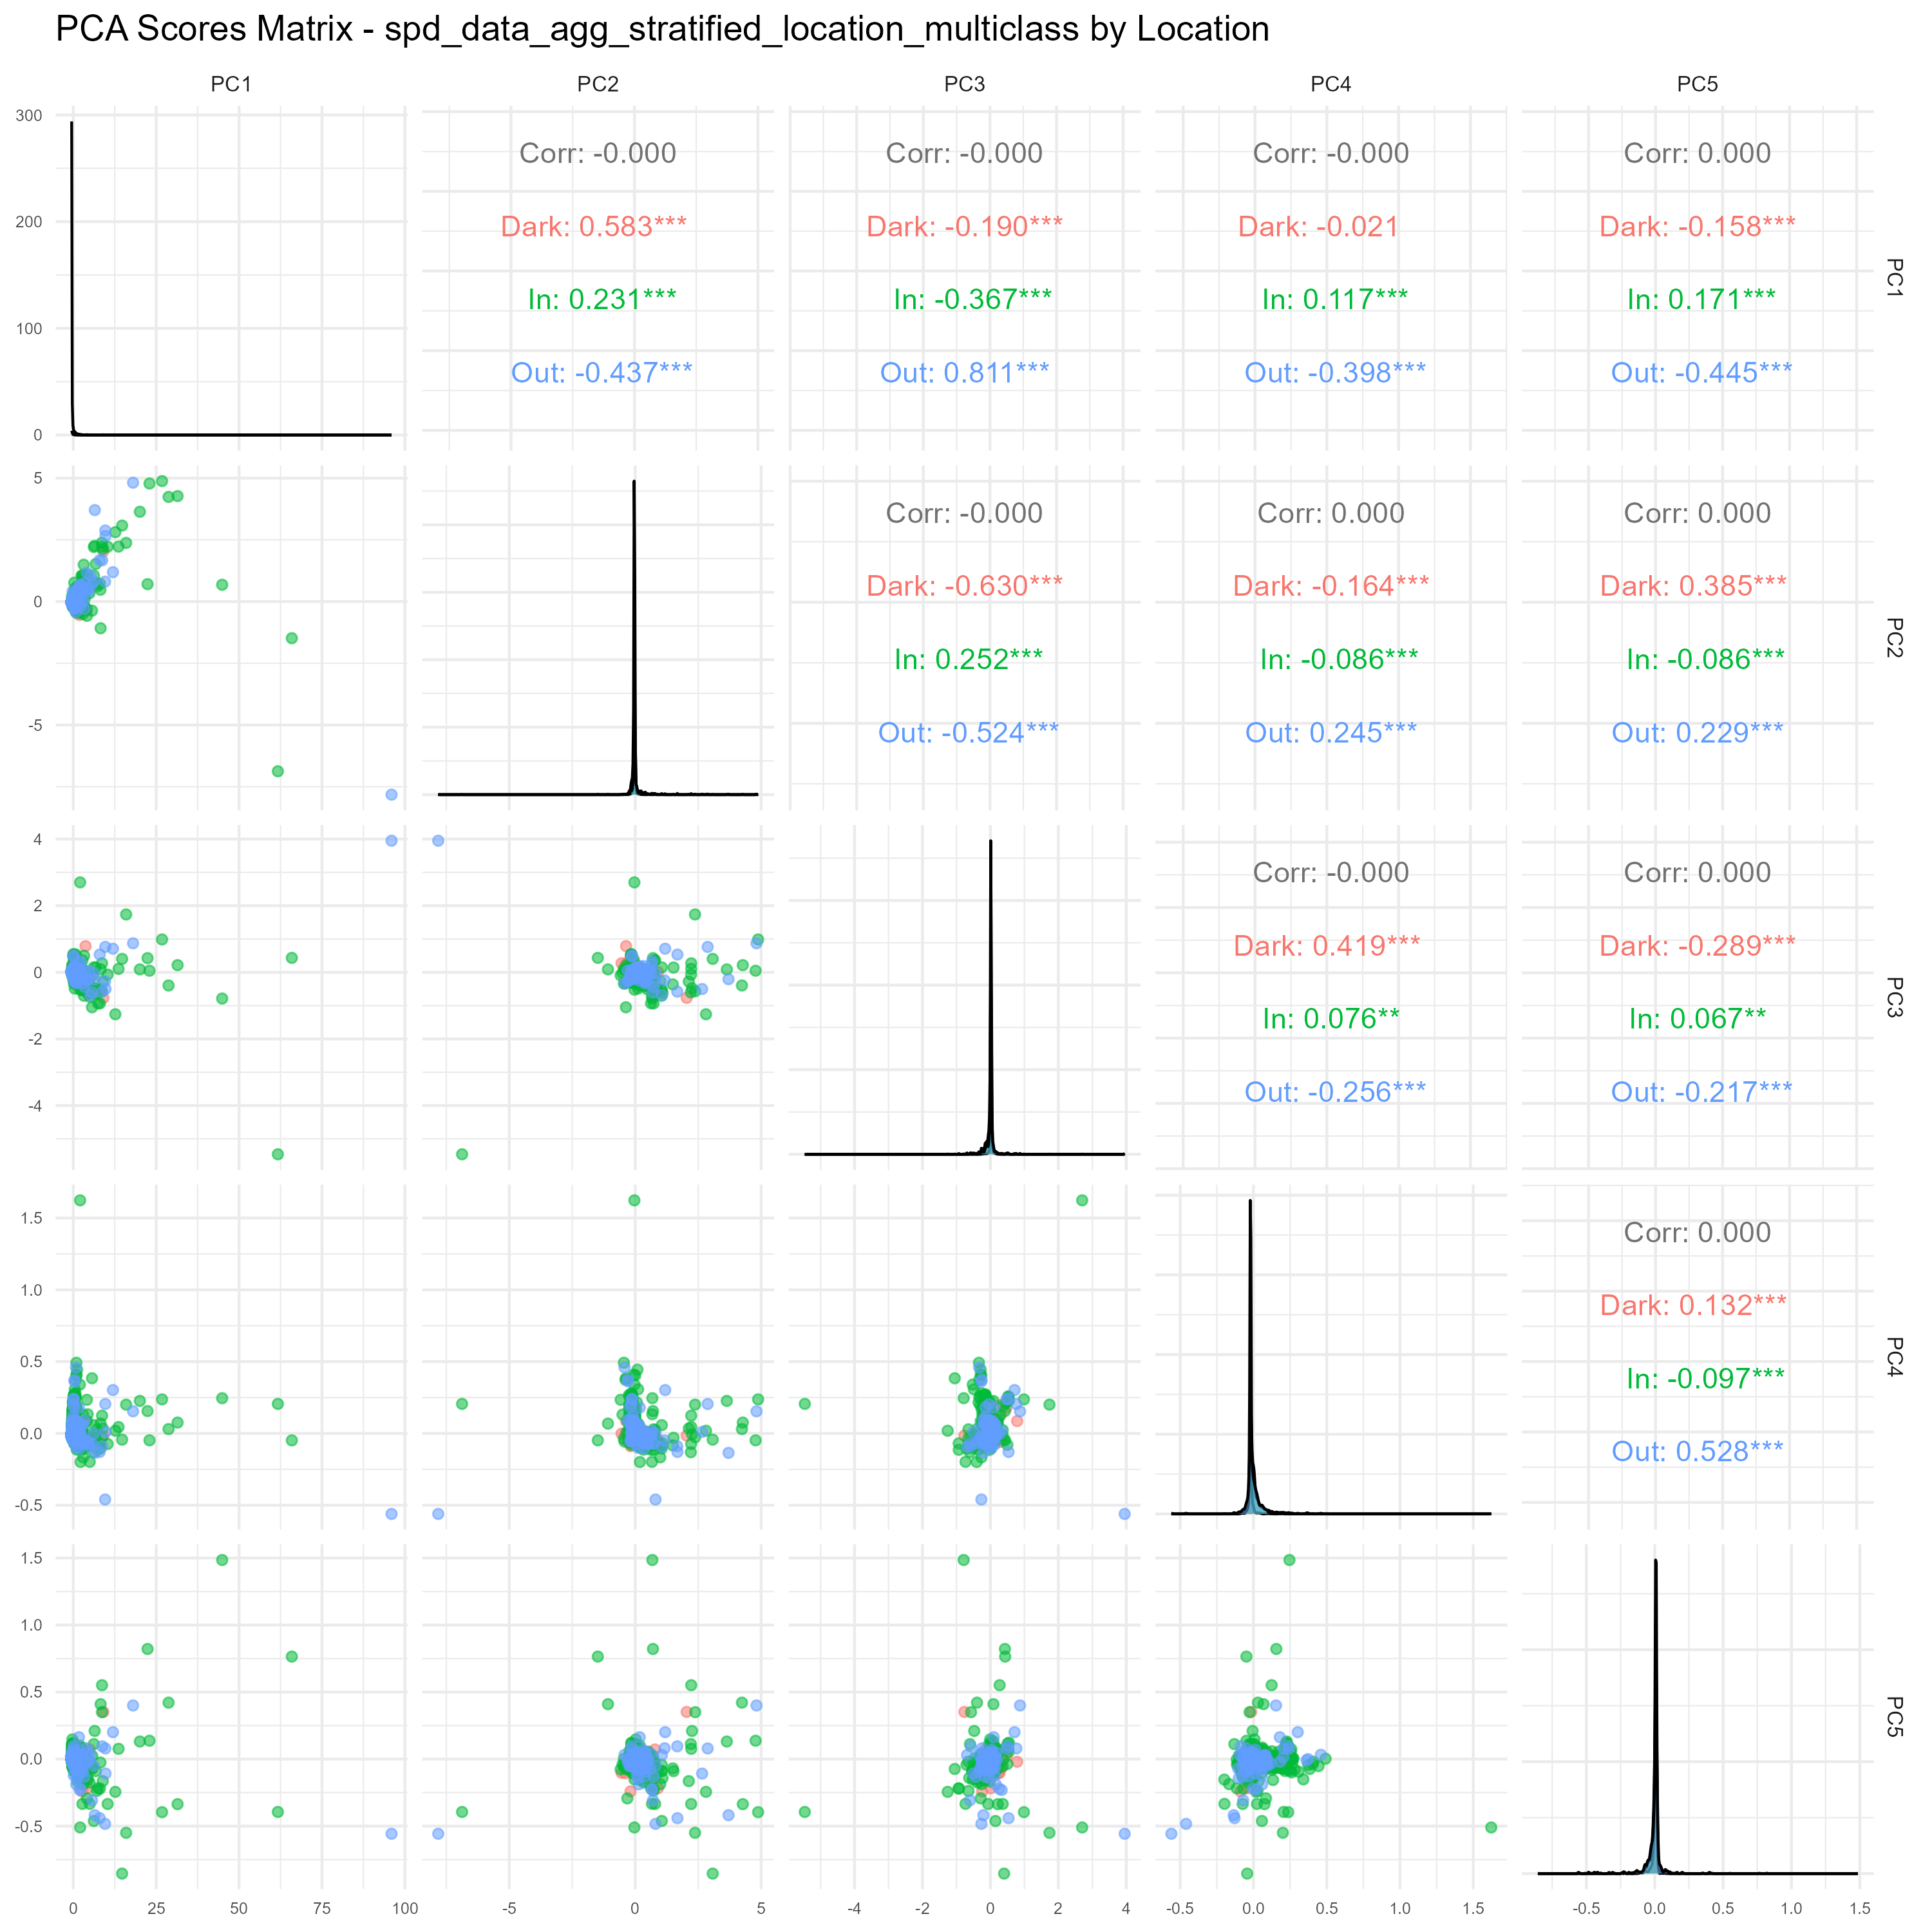 PCA Scores Matrix - spd_data_agg_stratified_location_multiclass by Location
PC1 PC2 PC3 PC4 PC5
300
200
100
0
Corr: -0.000 Corr: -0.000 Corr: -0.000 Corr: 0.000
Dark: 0.583*** Dark: -0.190*** Dark: -0.021 Dark: -0.158***
In: 0.231*** In: -0.367*** In: 0.117*** In: 0.171***
Out: -0.437*** Out: 0.811*** Out: -0.398*** Out: -0.445***
PC1
5
0
-5
Corr: -0.000 Corr: 0.000 Corr: 0.000
Dark: -0.630*** Dark: -0.164*** Dark: 0.385***
In: 0.252*** In: -0.086*** In: -0.086***
Out: -0.524*** Out: 0.245*** Out: 0.229***
PC2
4
2
0
-2
-4
Corr: -0.000 Corr: 0.000
Dark: 0.419*** Dark: -0.289***
In: 0.076** In: 0.067**
Out: -0.256*** Out: -0.217***
PC3
1.5
1.0
0.5
0.0
-0.5
Corr: 0.000
Dark: 0.132***
In: -0.097***
Out: 0.528***
PC4
1.5
1.0
0.5
0.0
-0.5
PC5
0 25 50 75 100 -5 0 5 -4 -2 0 2 4 -0.5 0.0 0.5 1.0 1.5 -0.5 0.0 0.5 1.0 1.5